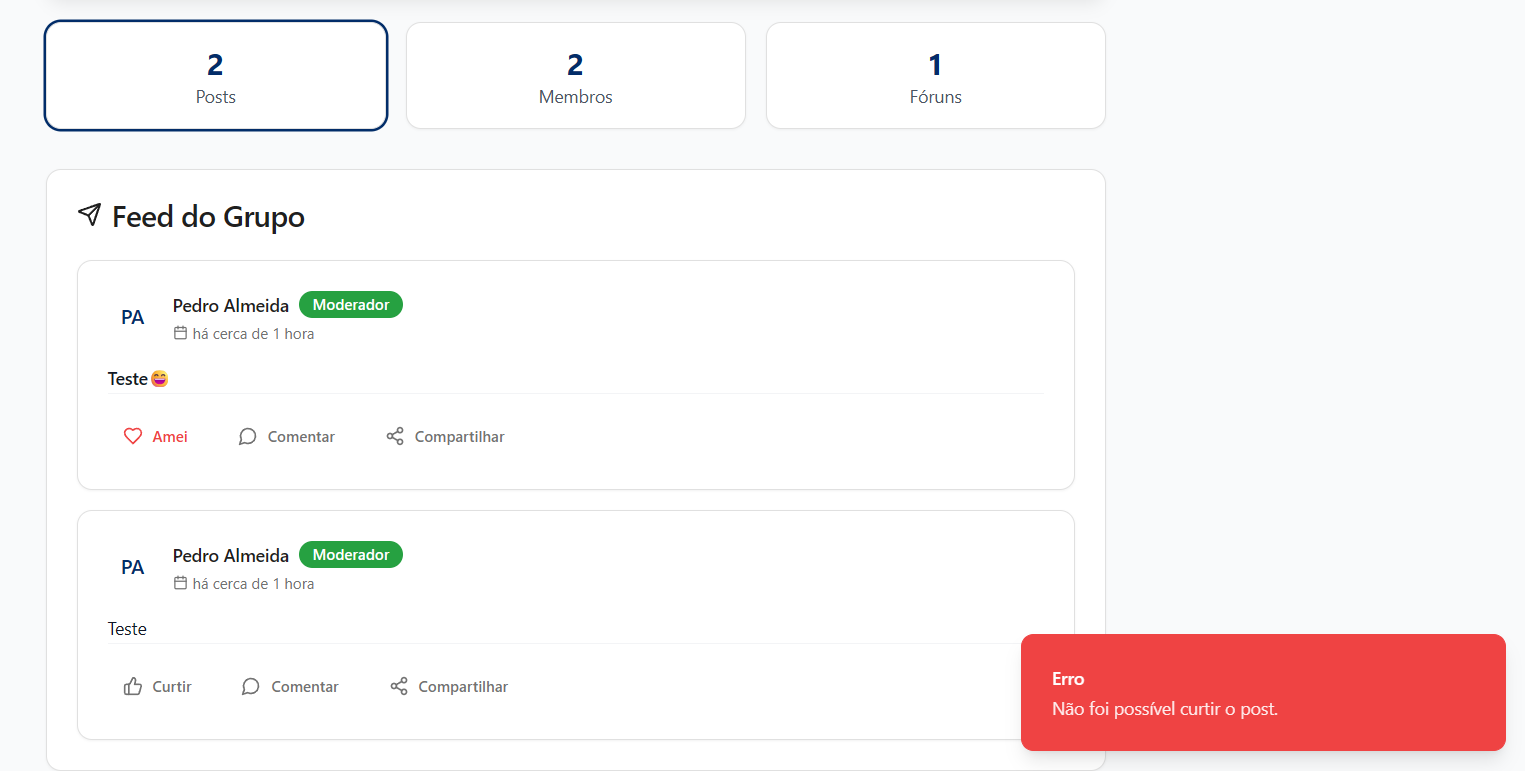 2
Posts
2
Membros
1
Fóruns
Feed do Grupo
PA
Pedro Almeida Moderador
há cerca de 1 hora
Teste😄
Amei Comentar Compartilhar
PA
Pedro Almeida Moderador
há cerca de 1 hora
Teste
Curtir Comentar Compartilhar
Erro
Não foi possível curtir o post.